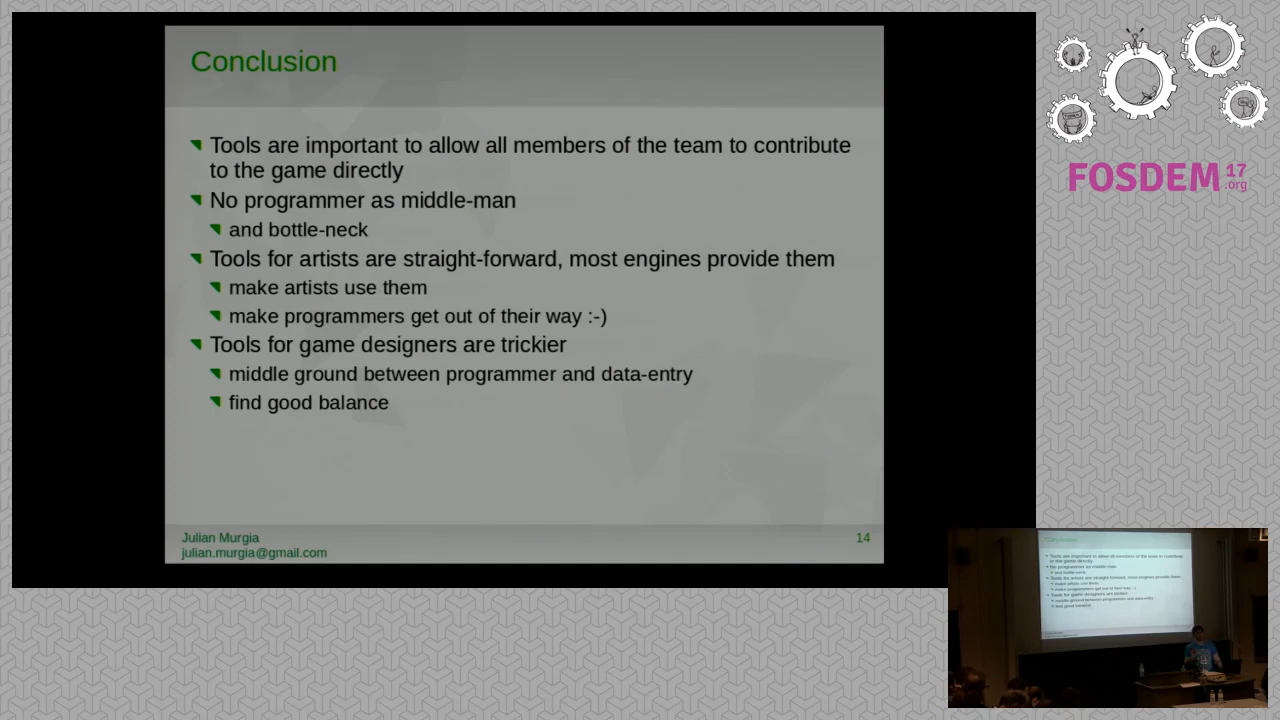 Conclusion
Tools are important to allow all members of the team to contribute
to the game directly
No programmer as middle-man
and bottle-neck
Tools for artists are straight-forward, most engines provide them
make artists use them
make programmers get out of their way :-)
Tools for game designers are trickier
middle ground between programmer and data-entry
find good balance
Julian Murgia
julian.murgia@gmail.com
14
FOSDEM 17
.org